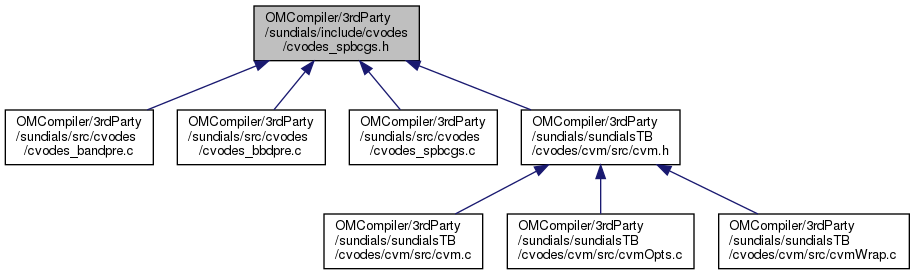 OMCompiler/3rdParty
/sundials/include/cvodes
/cvodes_spbcgs.h
OMCompiler/3rdParty
/sundials/src/cvodes
/cvodes_bandpre.c
OMCompiler/3rdParty
/sundials/src/cvodes
/cvodes_bbdpre.c
OMCompiler/3rdParty
/sundials/src/cvodes
/cvodes_spbcgs.c
OMCompiler/3rdParty
/sundials/sundialsTB
/cvodes/cvm/src/cvm.h
OMCompiler/3rdParty
/sundials/sundialsTB
/cvodes/cvm/src/cvm.c
OMCompiler/3rdParty
/sundials/sundialsTB
/cvodes/cvm/src/cvmOpts.c
OMCompiler/3rdParty
/sundials/sundialsTB
/cvodes/cvm/src/cvmWrap.c